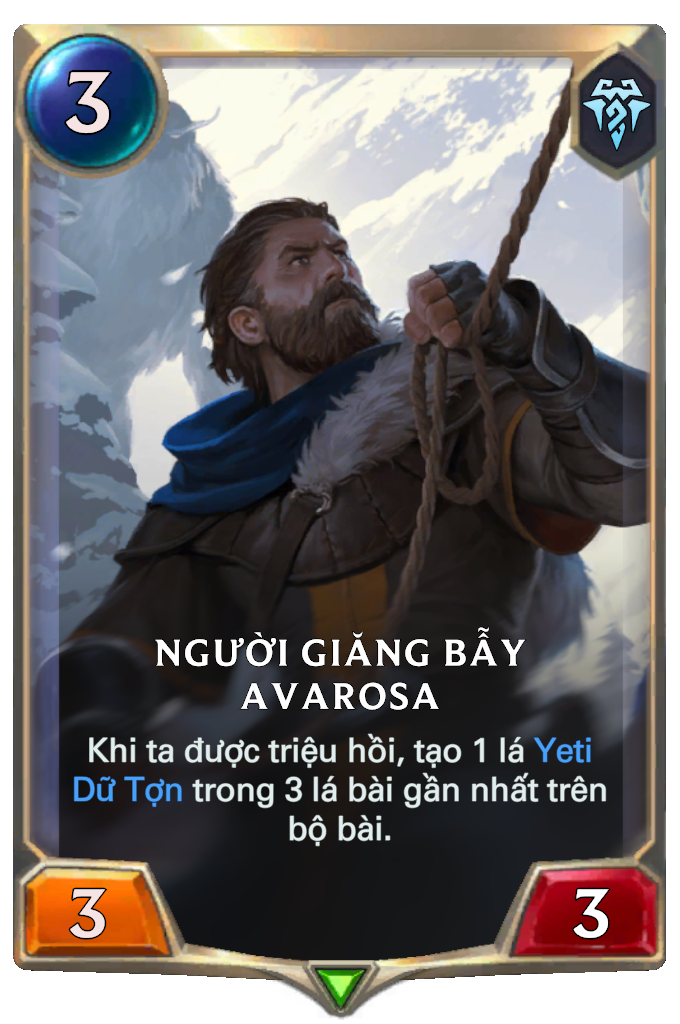 3
NGƯỜI GIĂNG BẪY
AVAROSA
Khi ta được triệu hồi, tạo 1 lá Yeti
Dữ Tợn trong 3 lá bài gần nhất trên
bộ bài.
3
3